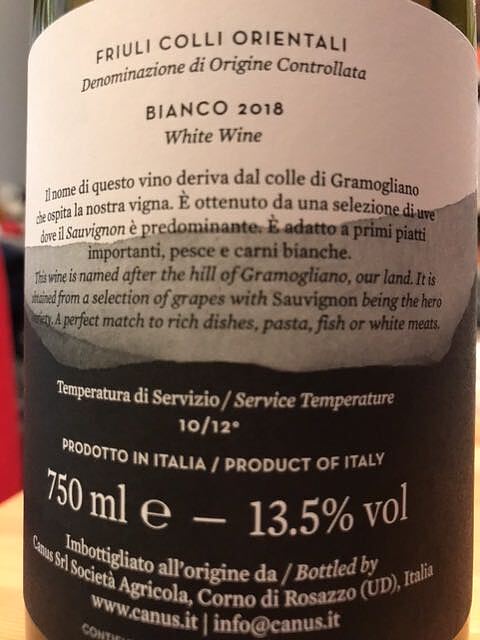 FRIULI COLLI ORIENTALI
Denominazione di Origine Controllata
BIANCO 2018
White Wine
Il nome di questo vino deriva dal colle di Gramogliano
che ospita la nostra vigna. È ottenuto da una selezione di uve
dove il Sauvignon è predominante. È adatto a primi piatti
importanti, pesce e carni bianche.
This wine is named after the hill of Gramogliano, our land. It is
obtained from a selection of grapes with Sauvignon being the hero
variety. A perfect match to rich dishes, pasta, fish or white meats.
Temperatura di Servizio / Service Temperature
10/12°
PRODOTTO IN ITALIA / PRODUCT OF ITALY
750 ml e – 13.5% vol
Imbottigliato all'origine da / Bottled by
Canus Srl Società Agricola, Corno di Rosazzo (UD), Italia
www.canus.it | info@canus.it